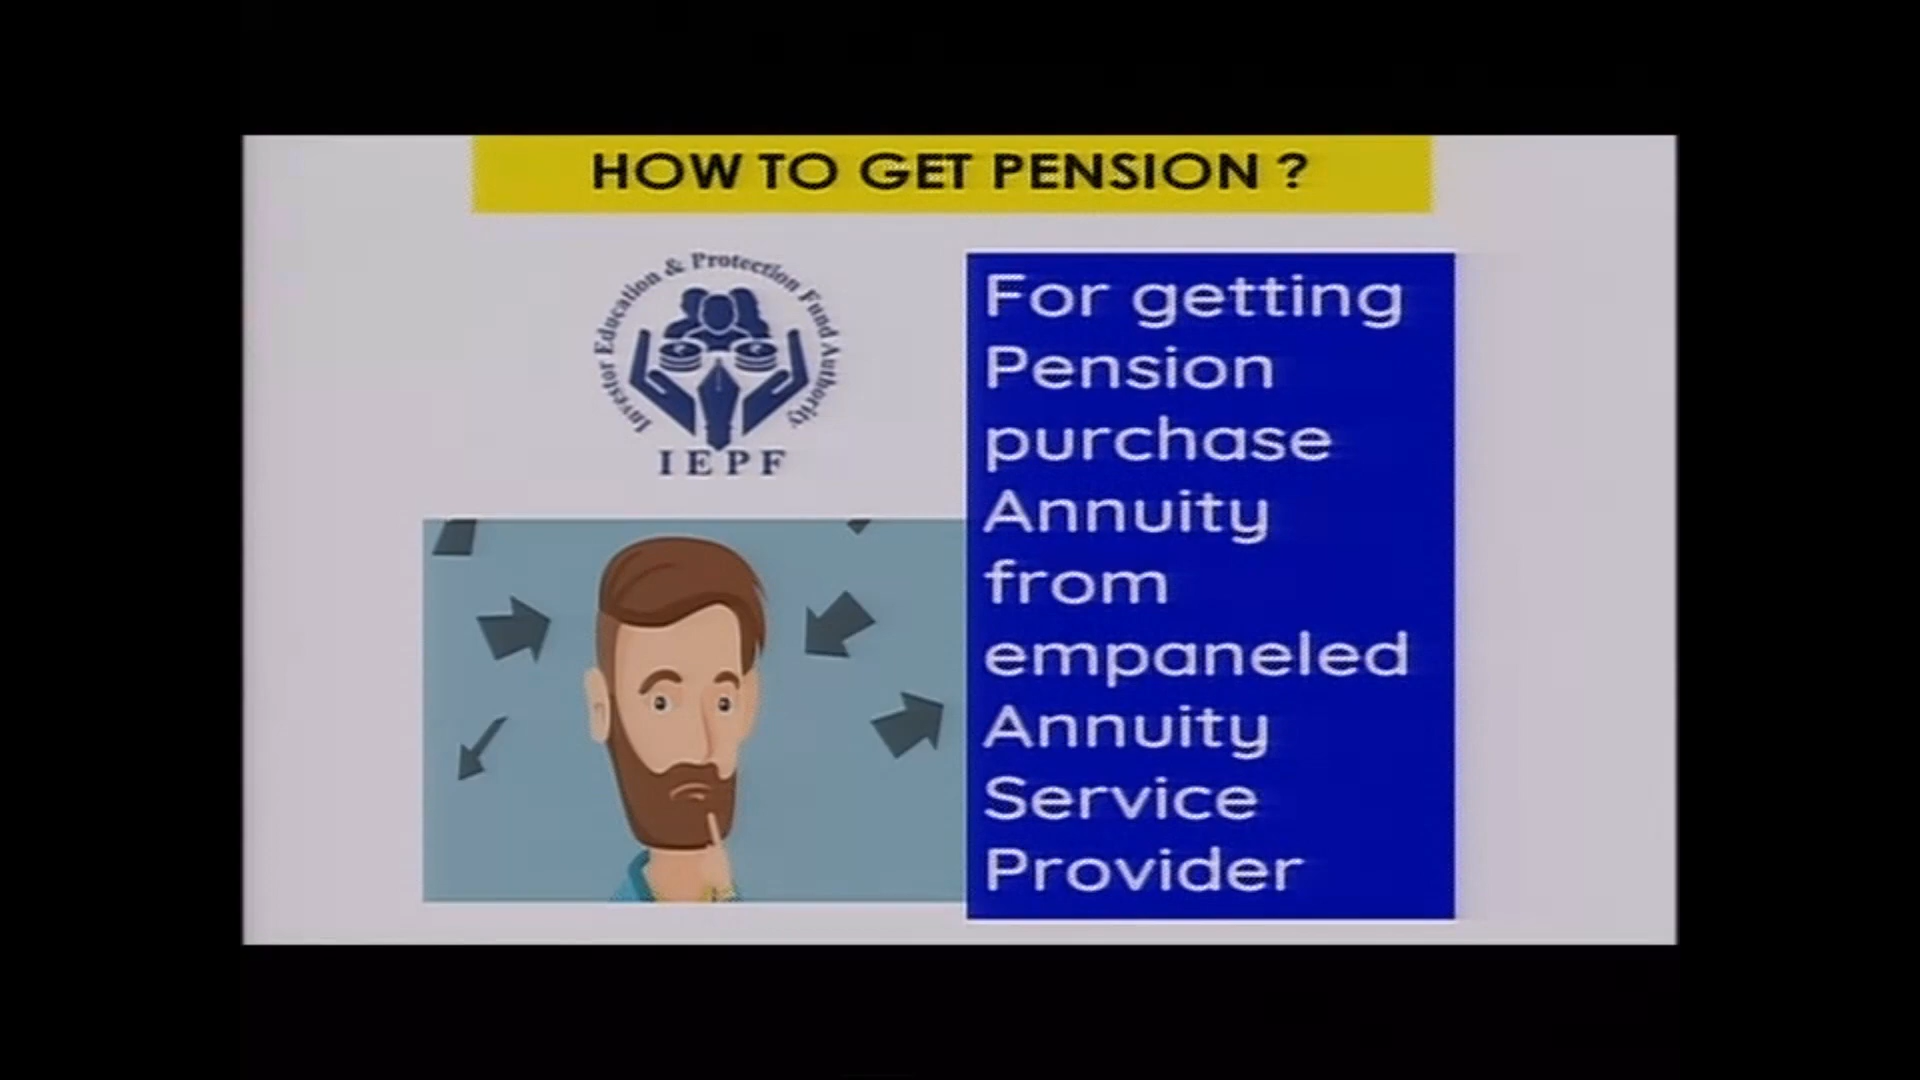 HOW TO GET PENSION ?
Investor Education & Protection Fund Authority
IEPF
For getting
Pension
purchase
Annuity
from
empaneled
Annuity
Service
Provider